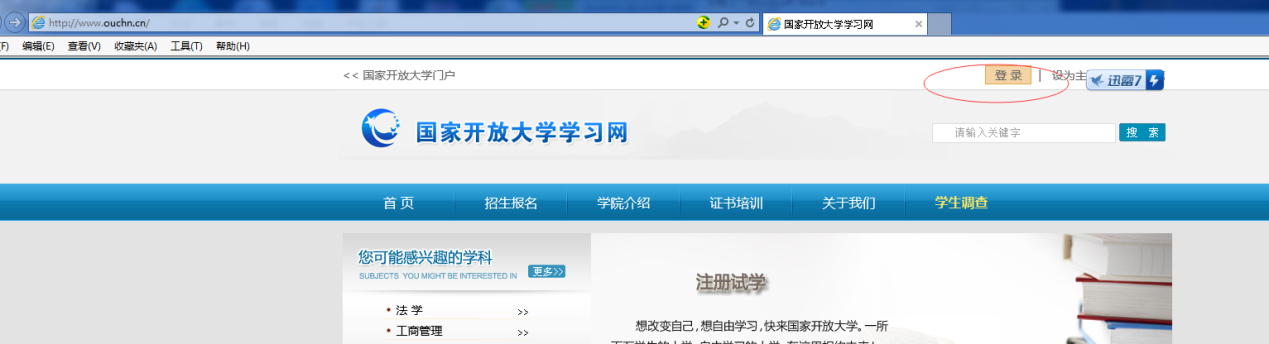 http://www.ouchn.cn/
国家开放大学学习网
编辑(E) 查看(V) 收藏夹(A) 工具(T) 帮助(H)
<< 国家开放大学门户
登 录 | 设为主
迅雷7
国家开放大学学习网
请输入关键字
搜 索
首 页 招生报名 学院介绍 证书培训 关于我们 学生调查
您可能感兴趣的学科
SUBJECTS YOU MIGHT BE INTERESTED IN
更多>>
注册试学
• 法 学 >>
• 工商管理 >>
想改变自己，想自由学习，快来国家开放大学。一所